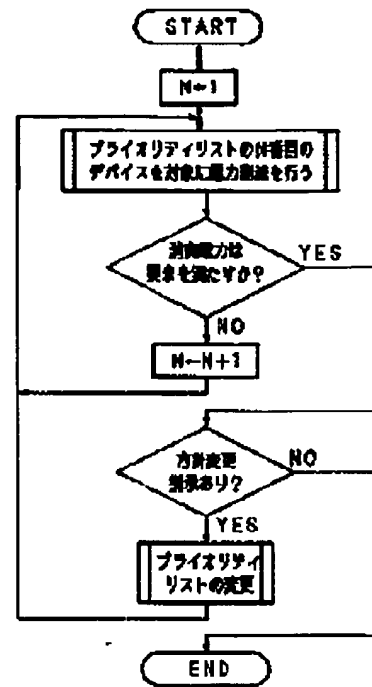 START
N←1
プライオリティリストのN番目の
デバイスを対象に電力削減を行う
消費電力は
要求を満たすか?
YES
NO
N←N+1
方針変更
あり?
NO
YES
プライオリティ
リストの変更
END